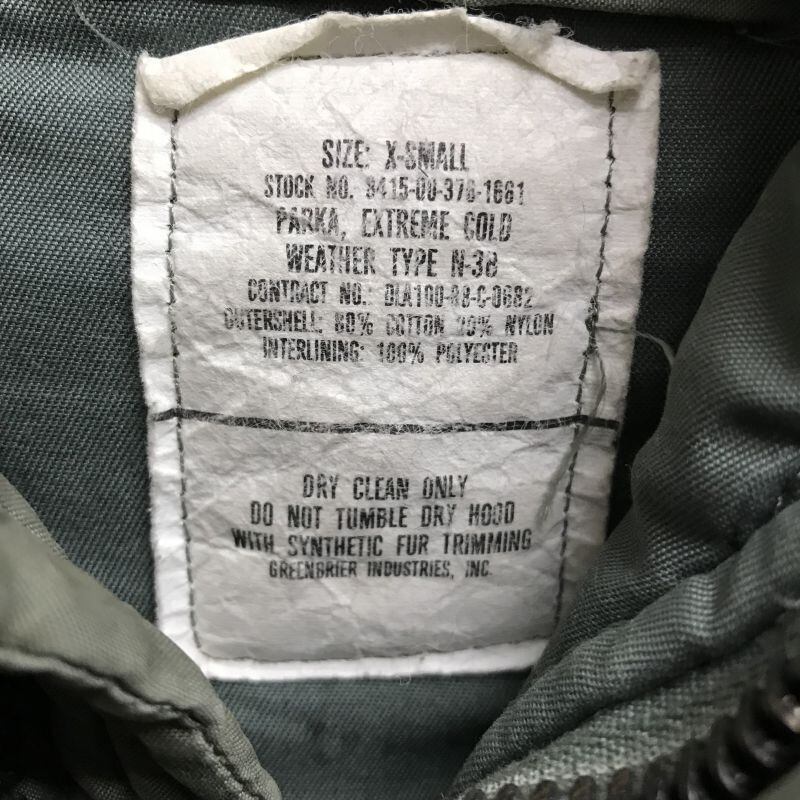 SIZE: X-SMALL
STOCK NO. 8415-00-376-1661
PARKA, EXTREME COLD
WEATHER TYPE N-3B
CONTRACT NO.: DLA100-88-C-0682
OUTERSHELL: 80% COTTON 20% NYLON
INTERLINING: 100% POLYESTER
DRY CLEAN ONLY
DO NOT TUMBLE DRY HOOD
WITH SYNTHETIC FUR TRIMMING
GREENBRIER INDUSTRIES, INC.